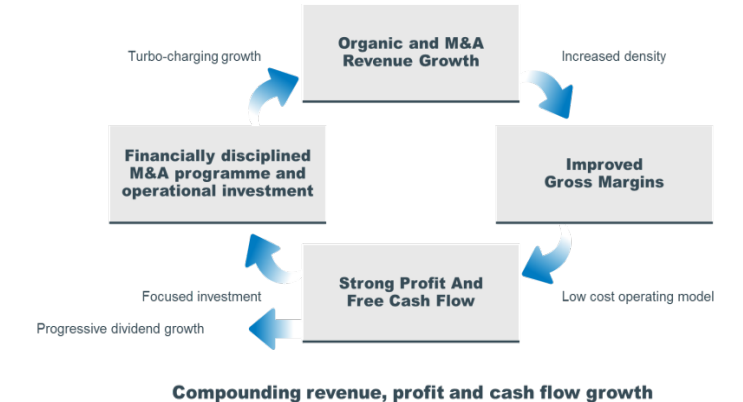 Organic and M&A
Revenue Growth
Turbo-charging growth
Increased density
Financially disciplined
M&A programme and
operational investment
Improved
Gross Margins
Strong Profit And
Free Cash Flow
Focused investment
Low cost operating model
Progressive dividend growth
Compounding revenue, profit and cash flow growth